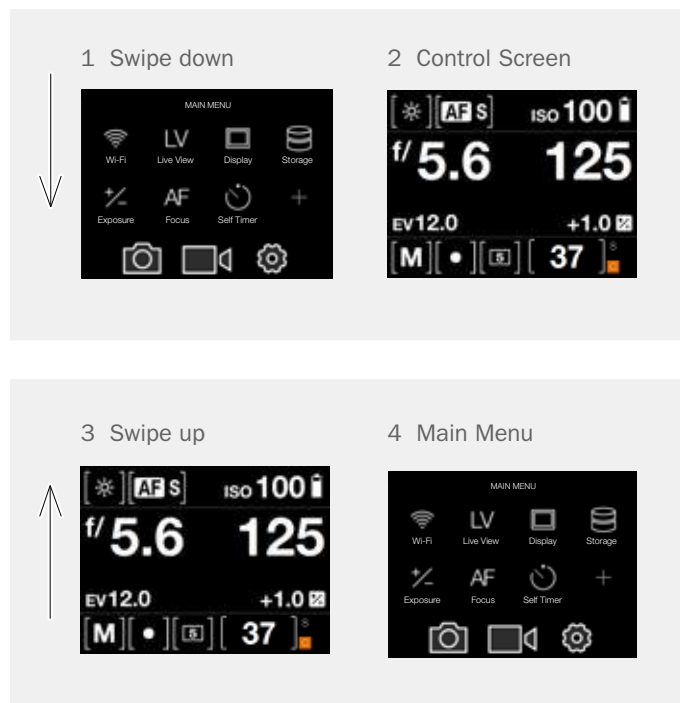 1 Swipe down
2 Control Screen
MAIN MENU
Wi-Fi
LV
Live View
Display
Storage
+/-
Exposure
AF
Focus
Self Timer
+
[☀][AF S] ISO 100
f/5.6 125
EV12.0 +1.0
[M][•][S][ 37 ] S
C
3 Swipe up
4 Main Menu
[☀][AF S] ISO 100
f/5.6 125
EV12.0 +1.0
[M][•][S][ 37 ] S
C
MAIN MENU
Wi-Fi
LV
Live View
Display
Storage
+/-
Exposure
AF
Focus
Self Timer
+